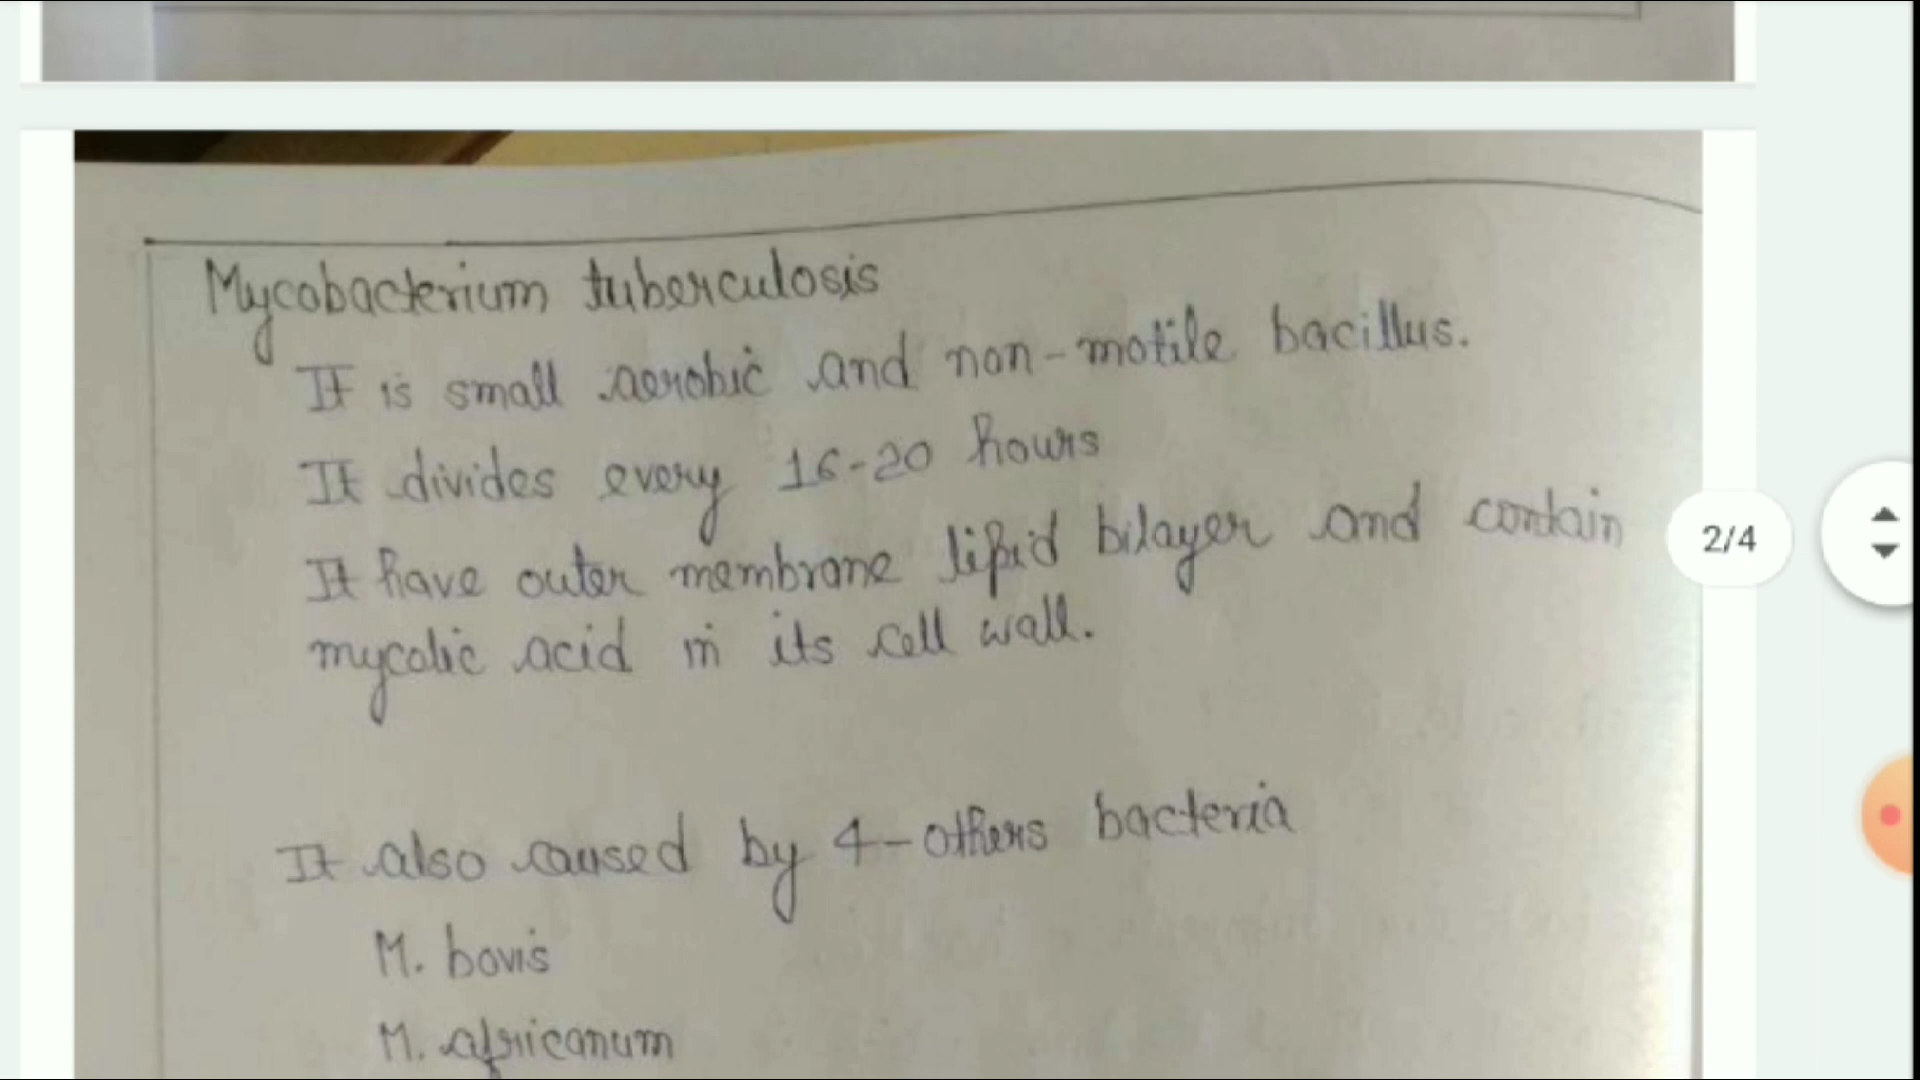 Mycobacterium tuberculosis
It is small aerobic and non-motile bacillus.
It divides every 16-20 hours
It have outer membrane lipid bilayer and contain
mycolic acid in its cell wall.
It also caused by 4-others bacteria
M. bovis
M. africanum
2/4